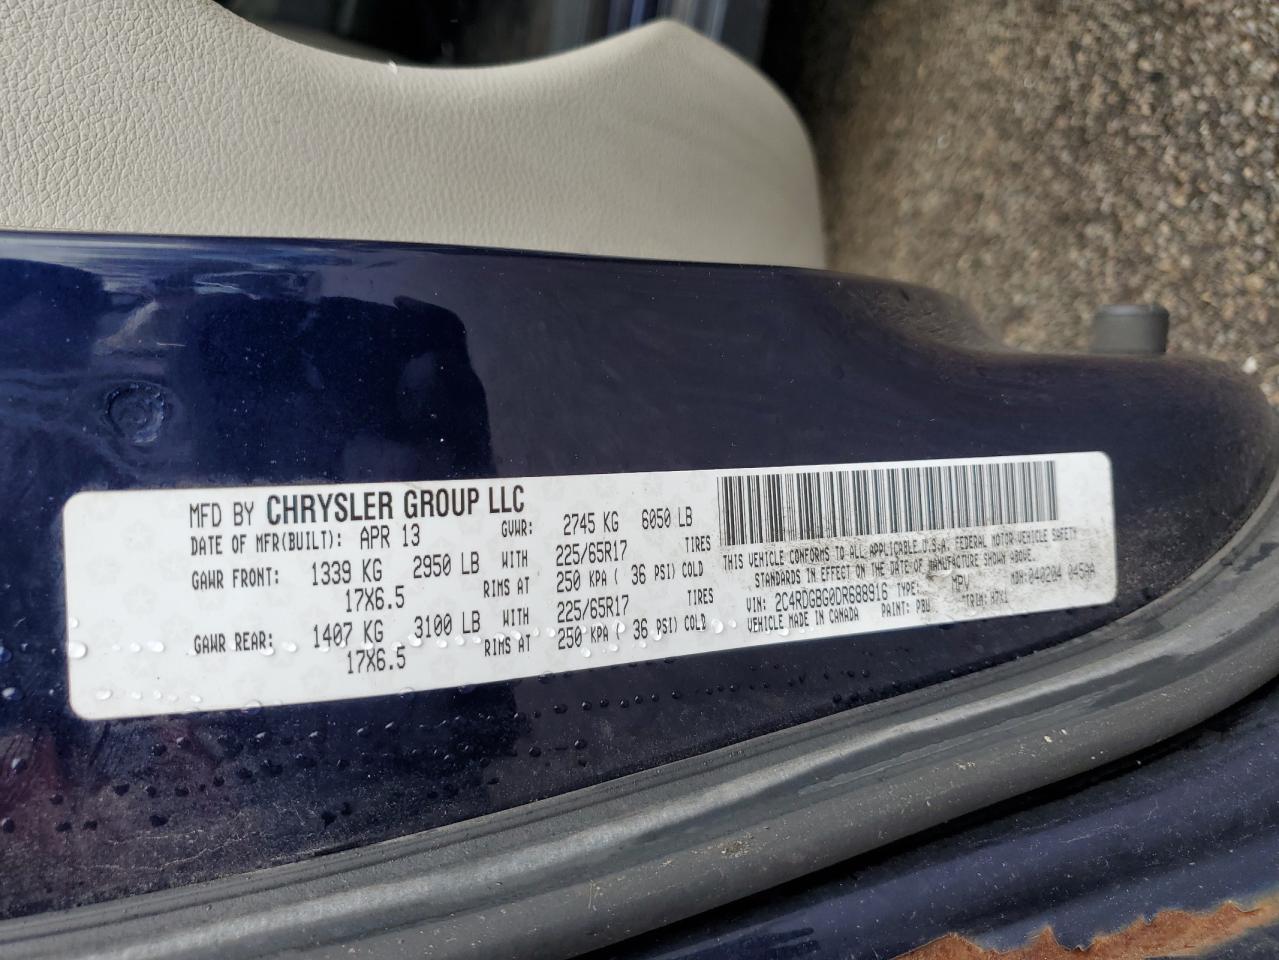 MFD BY CHRYSLER GROUP LLC
DATE OF MFR(BUILT): APR 13 GVWR: 2745 KG 6050 LB
GAWR FRONT: 1339 KG 2950 LB WITH 225/65R17 TIRES
17X6.5 RIMS AT 250 KPA ( 36 PSI) COLD
GAWR REAR: 1407 KG 3100 LB WITH 225/65R17 TIRES
17X6.5 RIMS AT 250 KPA ( 36 PSI) COLD
THIS VEHICLE CONFORMS TO ALL APPLICABLE U.S.A. FEDERAL MOTOR VEHICLE SAFETY
STANDARDS IN EFFECT ON THE DATE OF MANUFACTURE SHOWN ABOVE.
VIN: 2C4RDGBG0DR688916 TYPE: MPV MDH: 040204 045AA
VEHICLE MADE IN CANADA PAINT: PBU TRIM: